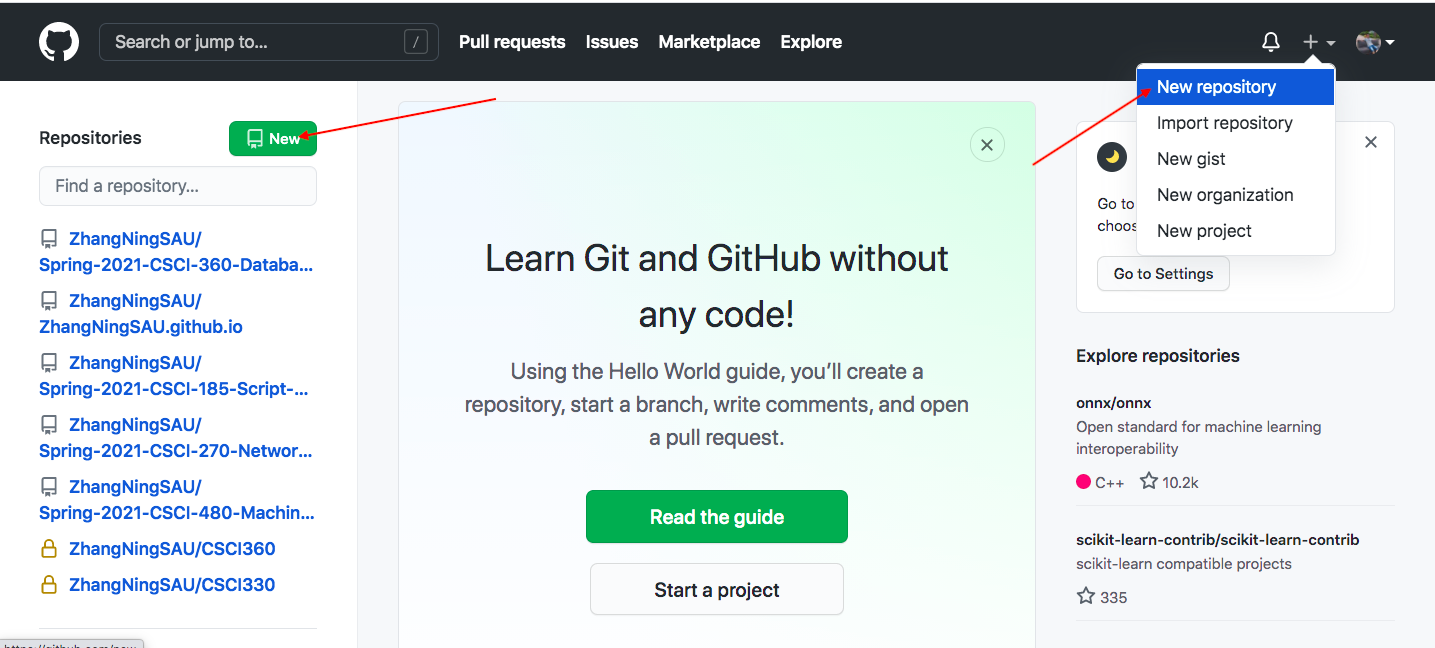 Search or jump to... /
Pull requests Issues Marketplace Explore
New repository
Import repository
New gist
New organization
New project
Repositories
New
Find a repository...
ZhangNingSAU/
Spring-2021-CSCI-360-Databa...
ZhangNingSAU/
ZhangNingSAU.github.io
ZhangNingSAU/
Spring-2021-CSCI-185-Script-...
ZhangNingSAU/
Spring-2021-CSCI-270-Networ...
ZhangNingSAU/
Spring-2021-CSCI-480-Machin...
ZhangNingSAU/CSCI360
ZhangNingSAU/CSCI330
Learn Git and GitHub without
any code!
Using the Hello World guide, you’ll create a
repository, start a branch, write comments, and open
a pull request.
Read the guide
Start a project
Go to
Go to Settings
Explore repositories
onnx/onnx
Open standard for machine learning
interoperability
C++ 10.2k
scikit-learn-contrib/scikit-learn-contrib
scikit-learn compatible projects
335